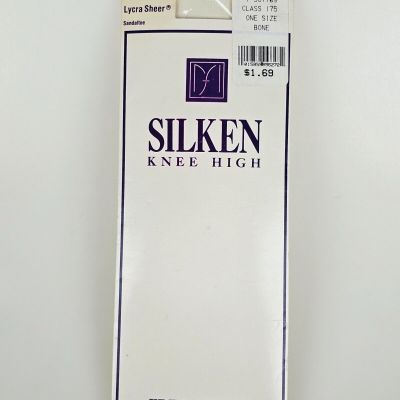 Lycra Sheer®
Sandalfoot
CLASS 175
ONE SIZE
BONE
$1.69
SILKEN
KNEE HIGH